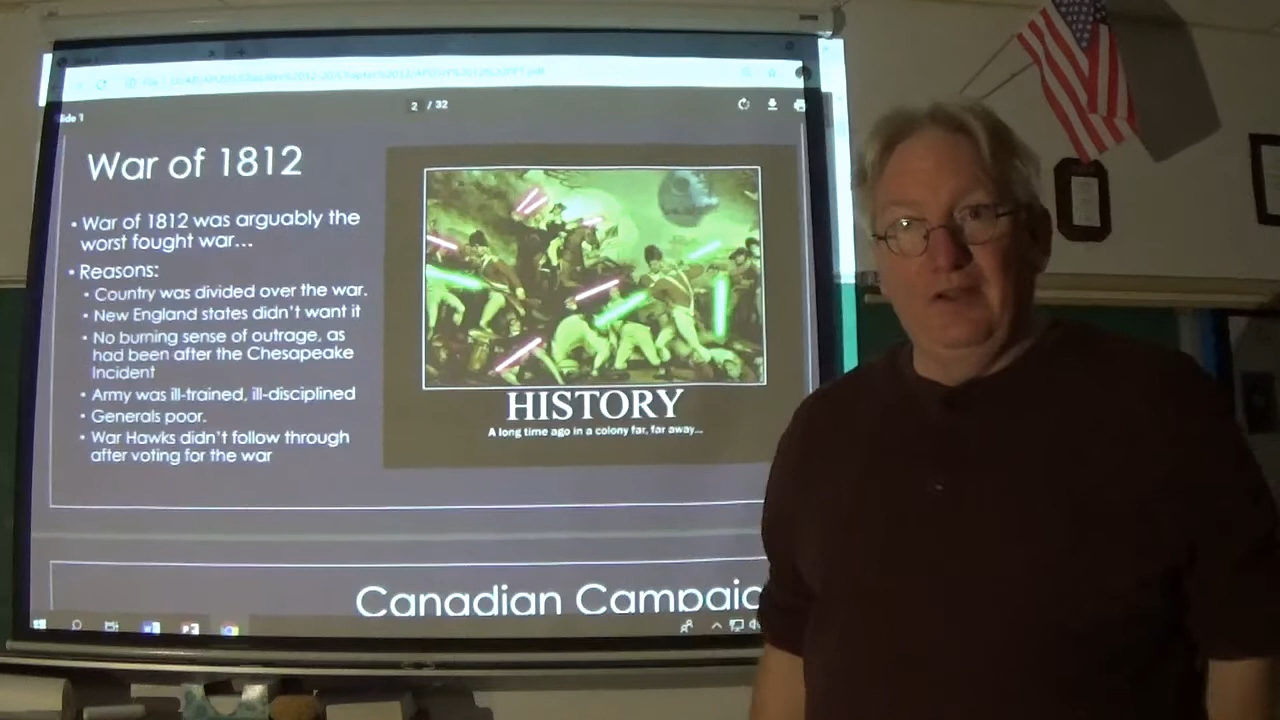 2 / 32
Slide 1
War of 1812
• War of 1812 was arguably the
worst fought war...
• Reasons:
• Country was divided over the war.
• New England states didn't want it
• No burning sense of outrage, as
had been after the Chesapeake
Incident
• Army was ill-trained, ill-disciplined
• Generals poor.
• War Hawks didn't follow through
after voting for the war
HISTORY
A long time ago in a colony far, far away...
Canadian Campaig